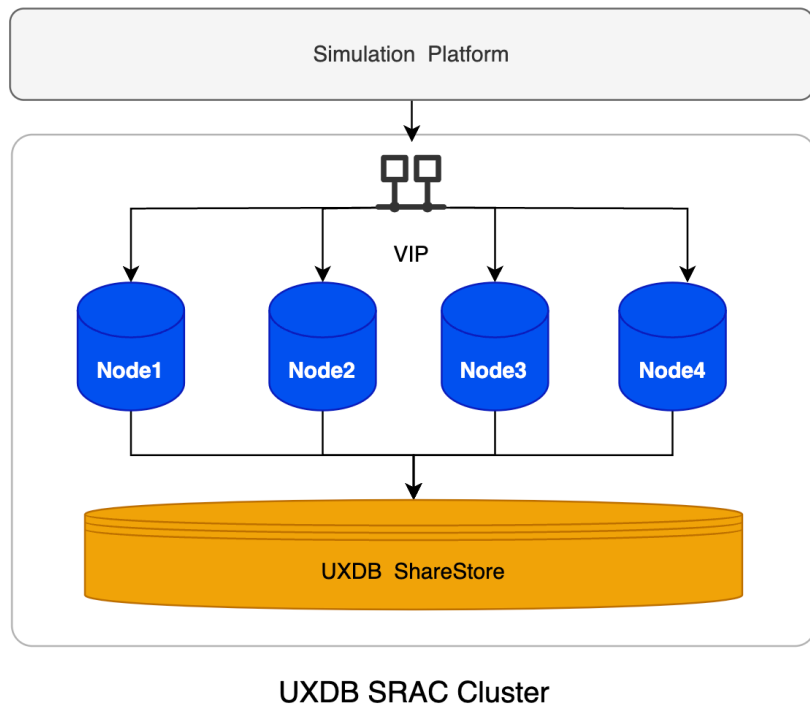 Simulation Platform
VIP
Node1 Node2 Node3 Node4
UXDB ShareStore
UXDB SRAC Cluster